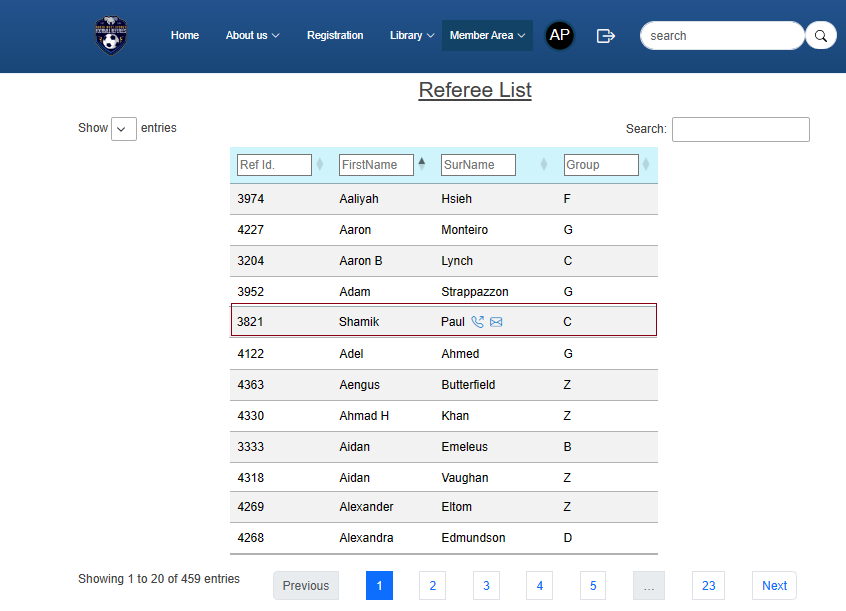 FOOTBALL REFEREES
Home About us Registration Library Member Area AP search
Referee List
Show entries Search:
Ref Id. FirstName SurName Group
3974 Aaliyah Hsieh F
4227 Aaron Monteiro G
3204 Aaron B Lynch C
3952 Adam Strappazzon G
3821 Shamik Paul C
4122 Adel Ahmed G
4363 Aengus Butterfield Z
4330 Ahmad H Khan Z
3333 Aidan Emeleus B
4318 Aidan Vaughan Z
4269 Alexander Eltom Z
4268 Alexandra Edmundson D
Showing 1 to 20 of 459 entries Previous 1 2 3 4 5 ... 23 Next